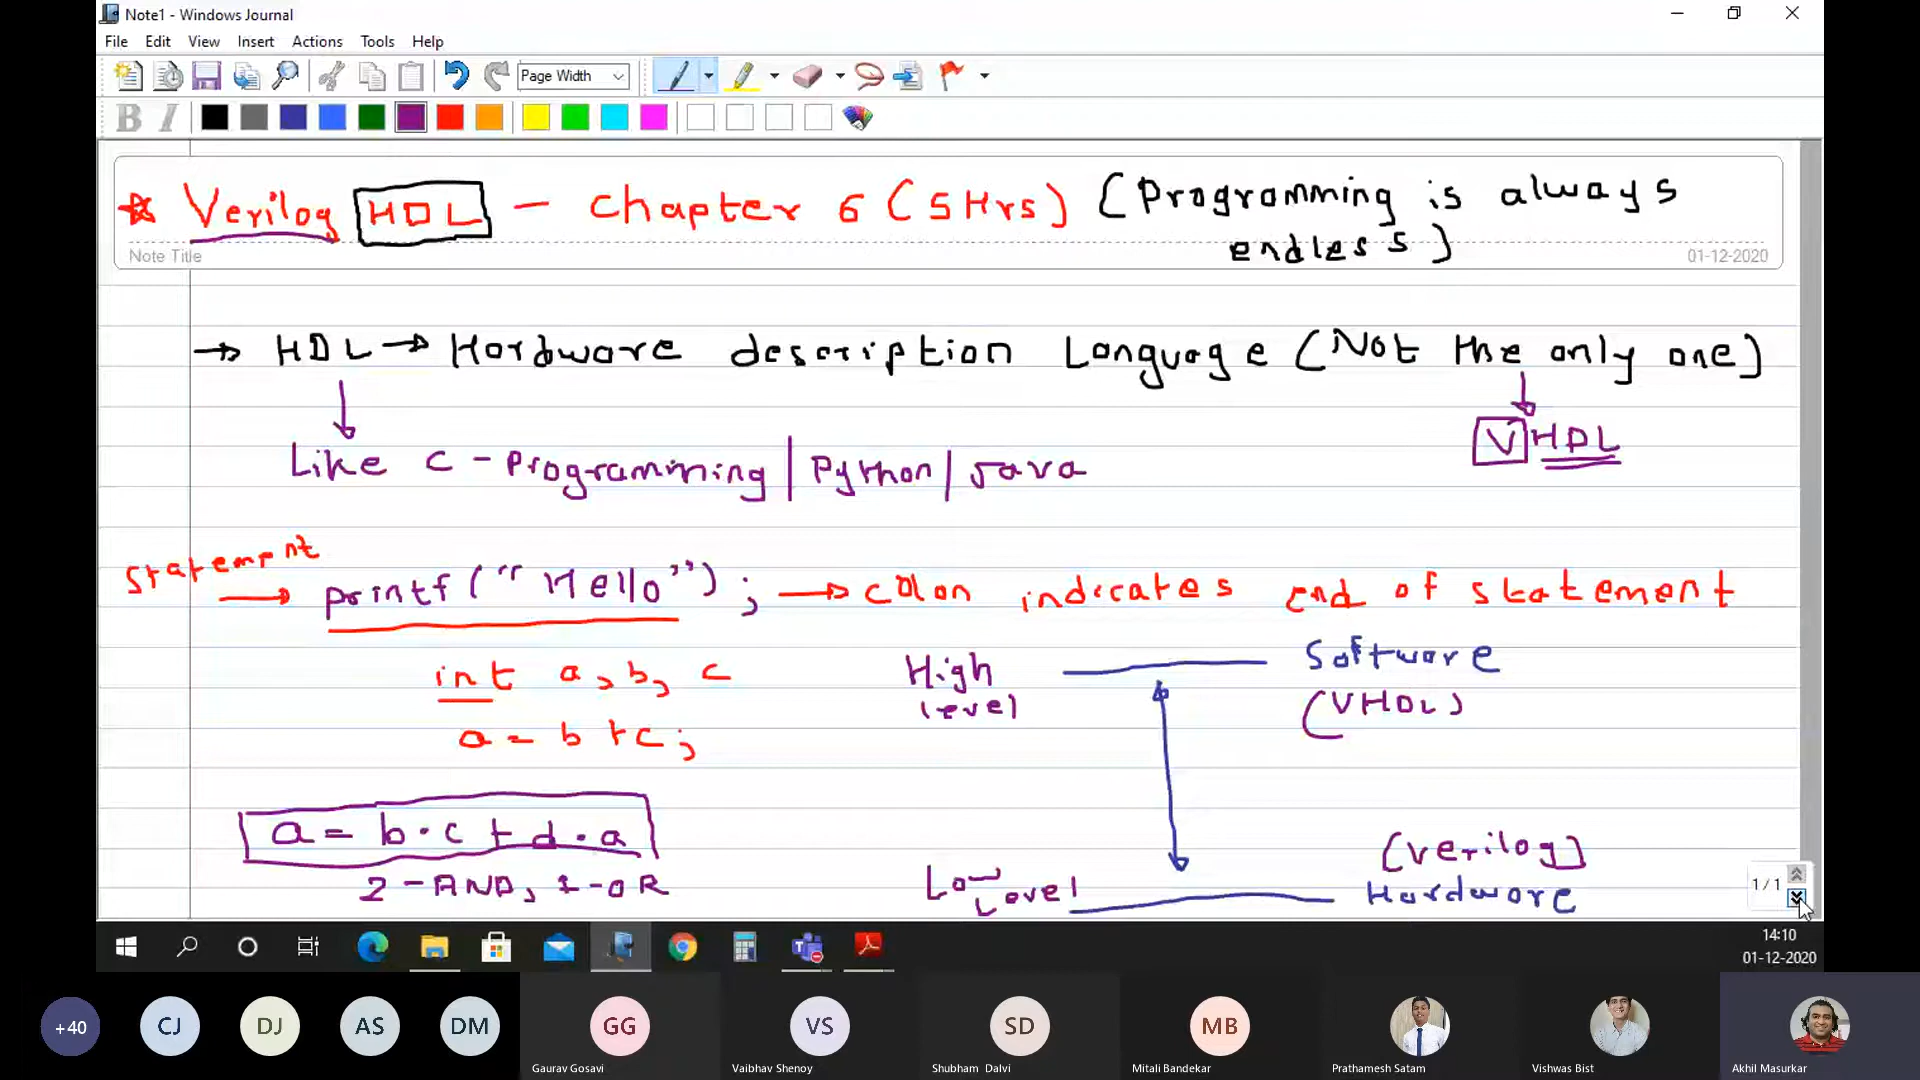 Note1 - Windows Journal
File Edit View Insert Actions Tools Help
Page Width
B I
Verilog HDL - Chapter 6 (5Hrs) (Programming is always
endless)
Note Title
01-12-2020
→ HDL → Hardware description Language (Not the only one)
VHDL
Like C - Programming | Python | Java
Statement
→ printf("Hello"); → colon indicates end of statement
int a, b, c
a = b + c;
High level
Software
(VHDL)
a = b · c + d · a
2 - AND, 1 - OR
Low Level
(Verilog)
Hardware
1 / 1
14:10
01-12-2020
+40 CJ DJ AS DM GG VS SD MB
Gaurav Gosavi Vaibhav Shenoy Shubham Dalvi Mitali Bandekar Prathamesh Satam Vishwas Bist Akhil Masurkar